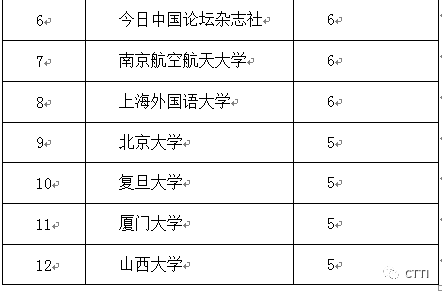 6 今日中国论坛杂志社 6
7 南京航空航天大学 6
8 上海外国语大学 6
9 北京大学 5
10 复旦大学 5
11 厦门大学 5
12 山西大学 5
CTTI